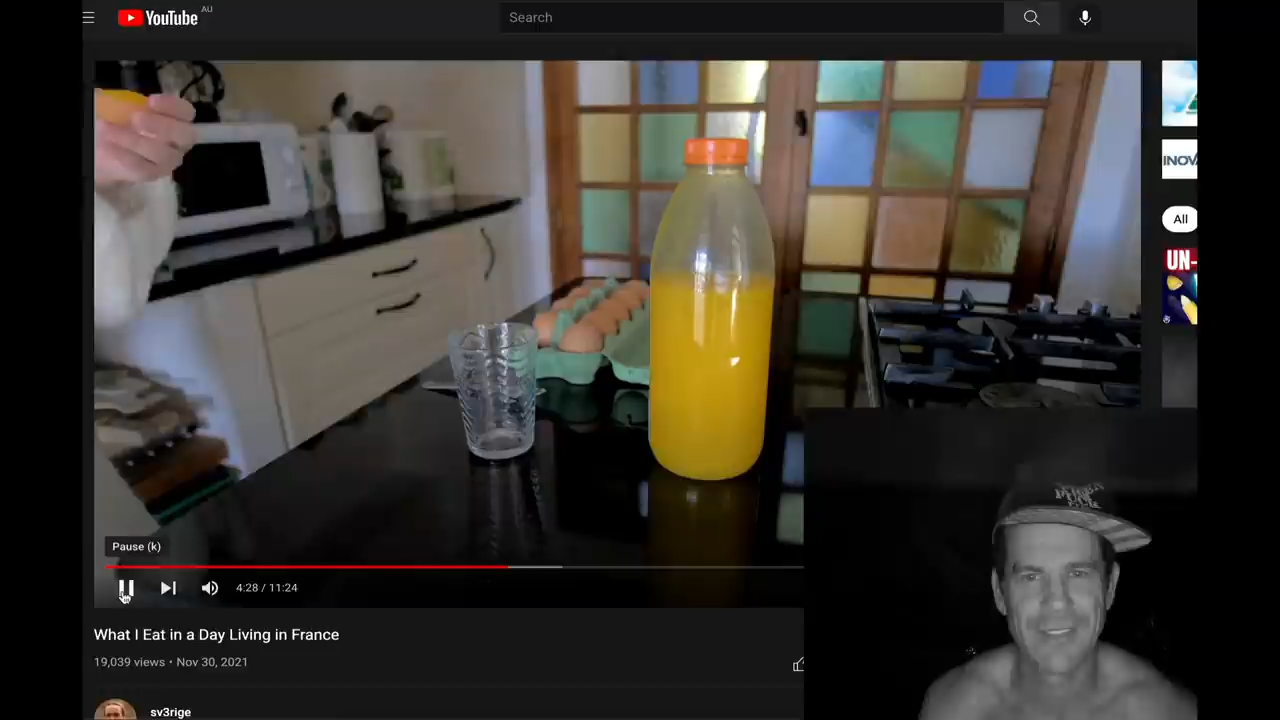 YouTube AU
Search
INOV
All
UN-
Pause (k)
4:28 / 11:24
What I Eat in a Day Living in France
19,039 views • Nov 30, 2021
sv3rige